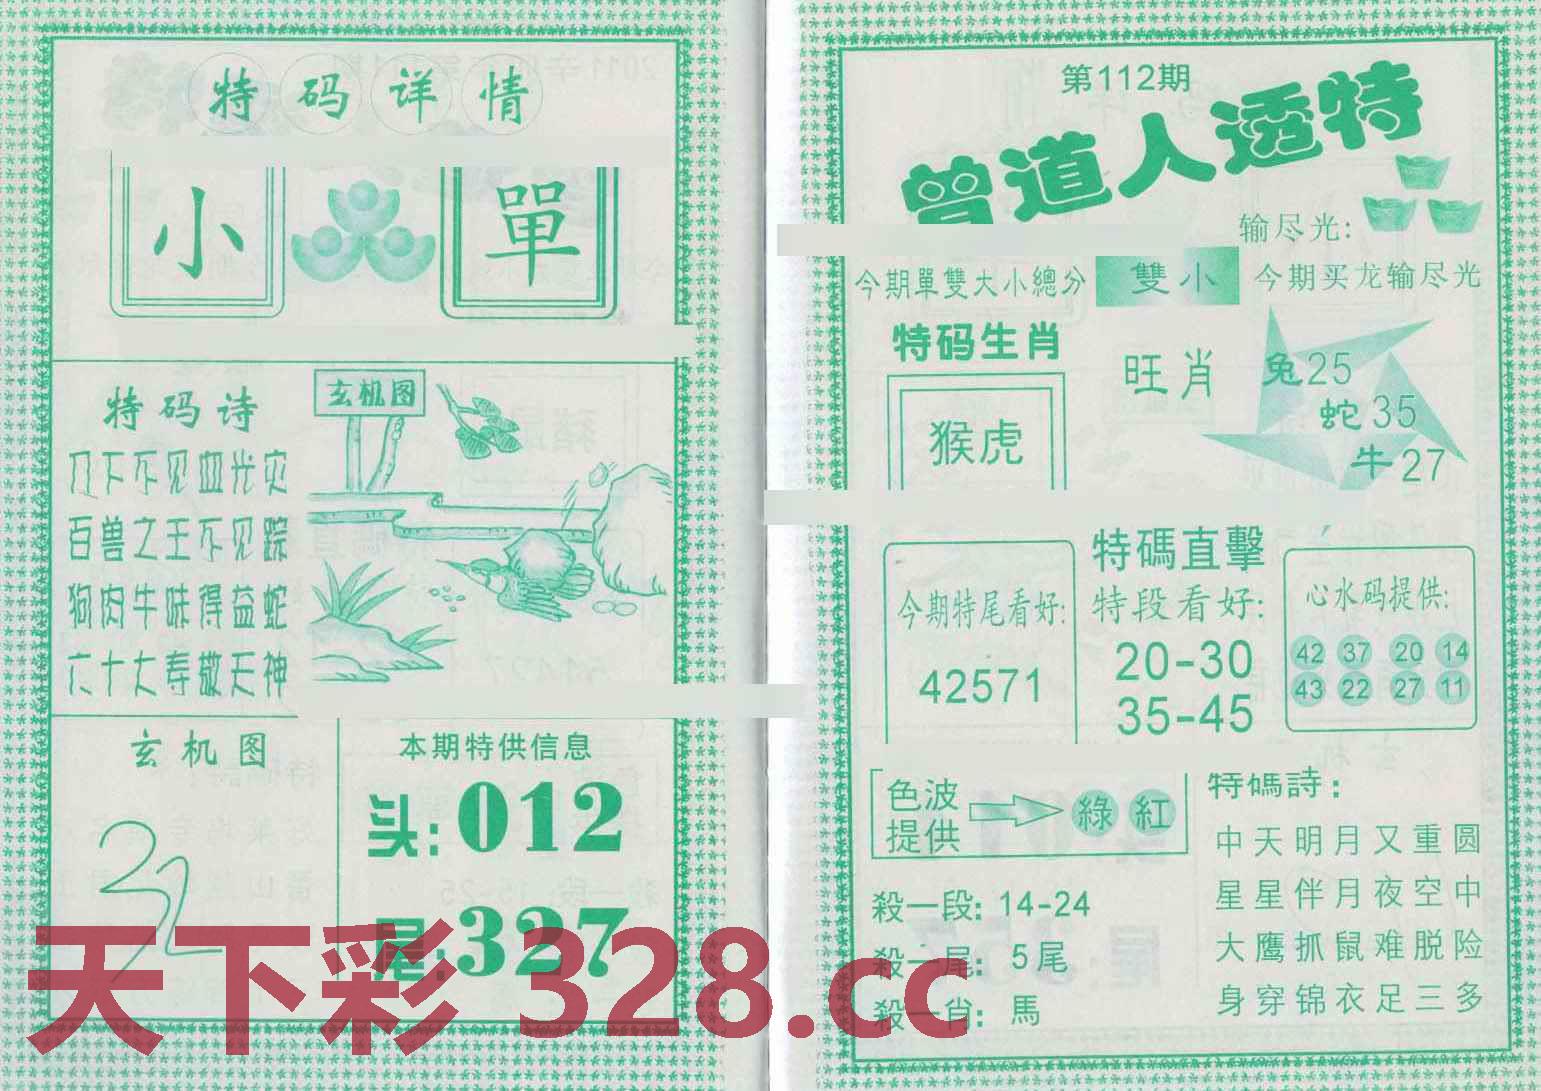 特码详情
小 單
特码诗
刀下不见血光灾
百兽之王不见踪
狗肉牛味得益蛇
六十大寿敬天神
玄机图
玄机图
本期特供信息
头:012
尾:327
第112期
曾道人透特
输尽光:
今期單雙大小總分 雙小 今期买龙输尽光
特码生肖
猴虎
旺肖
兔25
蛇35
牛27
今期特尾看好:
42571
特碼直擊
特段看好:
20-30
35-45
心水码提供:
42 37 20 14
43 22 27 11
色波
提供
綠 紅
殺一段: 14-24
殺一尾: 5尾
殺一肖: 馬
特碼詩:
中天明月又重圆
星星伴月夜空中
大鹰抓鼠难脱险
身穿锦衣足三多
天下彩 328.cc